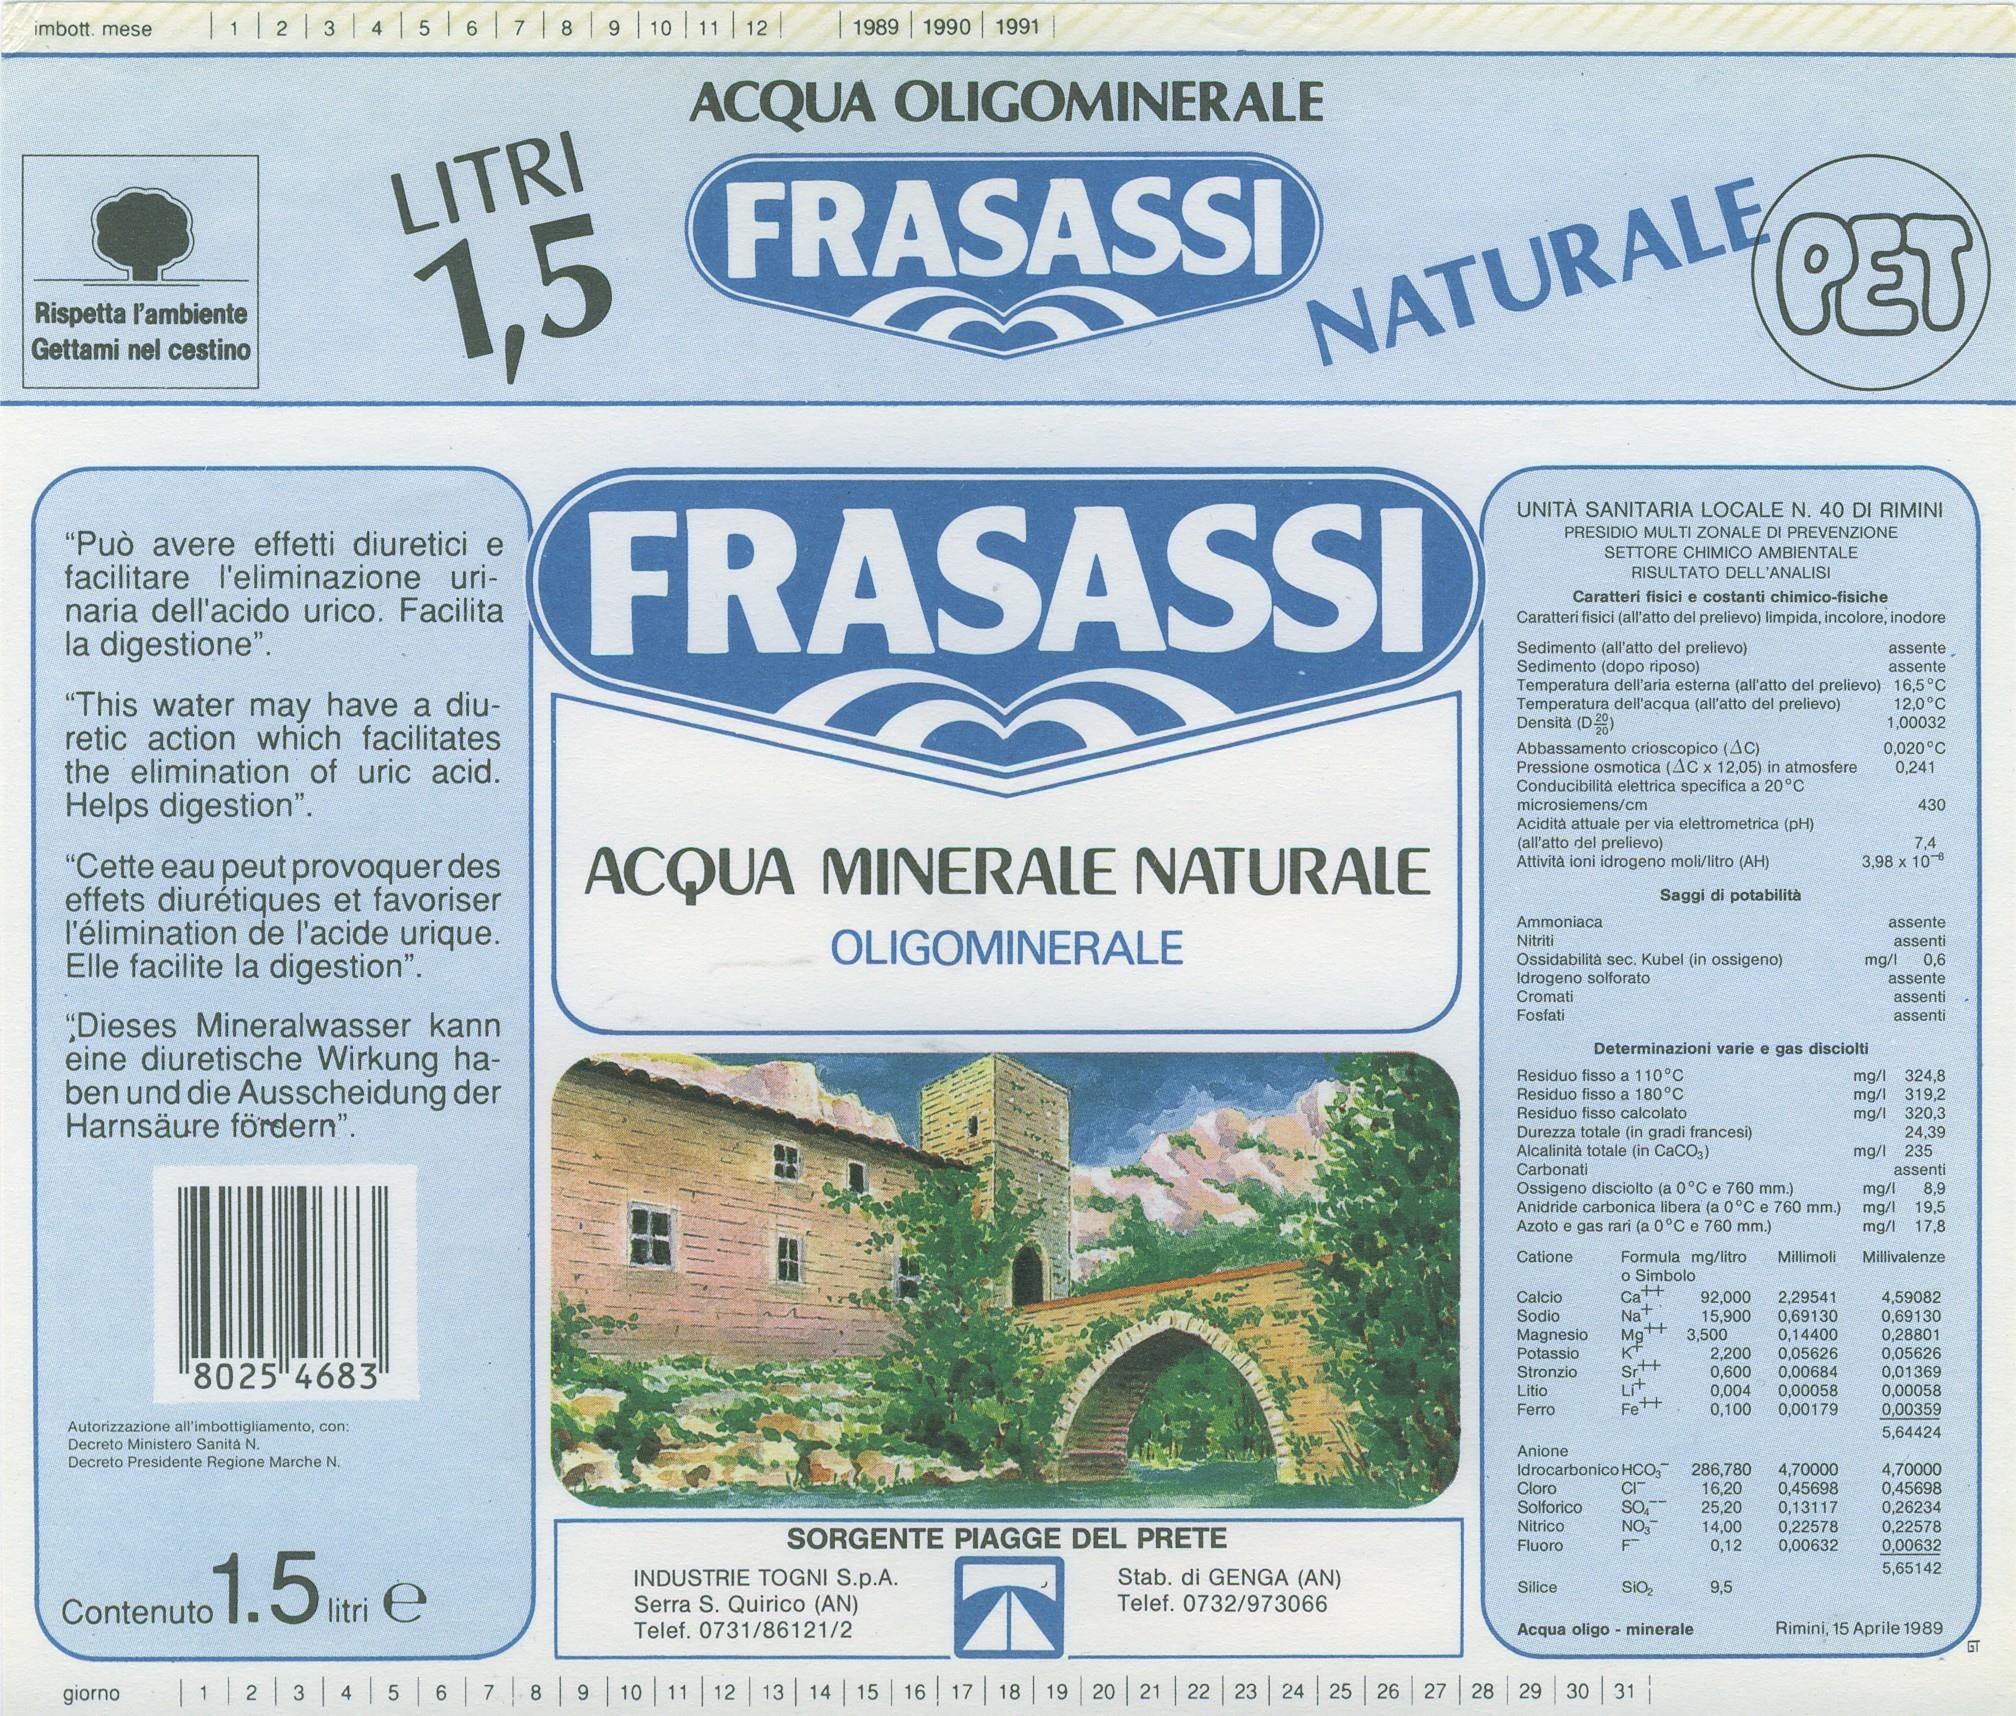 imbott. mese 1 2 3 4 5 6 7 8 9 10 11 12 1989 1990 1991
ACQUA OLIGOMINERALE
Rispetta l'ambiente
Gettami nel cestino
LITRI
1,5
FRASASSI
NATURALE
PET
"Può avere effetti diuretici e
facilitare l'eliminazione uri-
naria dell'acido urico. Facilita
la digestione".
"This water may have a diu-
retic action which facilitates
the elimination of uric acid.
Helps digestion".
"Cette eau peut provoquer des
effets diurétiques et favoriser
l'élimination de l'acide urique.
Elle facilite la digestion".
"Dieses Mineralwasser kann
eine diuretische Wirkung ha-
ben und die Ausscheidung der
Harnsäure fördern".
8025 4683
Autorizzazione all'imbottigliamento, con:
Decreto Ministero Sanità N.
Decreto Presidente Regione Marche N.
Contenuto 1.5 litri e
FRASASSI
ACQUA MINERALE NATURALE
OLIGOMINERALE
SORGENTE PIAGGE DEL PRETE
INDUSTRIE TOGNI S.p.A.
Serra S. Quirico (AN)
Telef. 0731/86121/2
Stab. di GENGA (AN)
Telef. 0732/973066
UNITÀ SANITARIA LOCALE N. 40 DI RIMINI
PRESIDIO MULTI ZONALE DI PREVENZIONE
SETTORE CHIMICO AMBIENTALE
RISULTATO DELL'ANALISI
Caratteri fisici e costanti chimico-fisiche
Caratteri fisici (all'atto del prelievo) limpida, incolore, inodore
Sedimento (all'atto del prelievo) assente
Sedimento (dopo riposo) assente
Temperatura dell'aria esterna (all'atto del prelievo) 16,5°C
Temperatura dell'acqua (all'atto del prelievo) 12,0°C
Densità (D 20/20) 1,00032
Abbassamento crioscopico (ΔC) 0,020°C
Pressione osmotica (ΔC x 12,05) in atmosfere 0,241
Conducibilità elettrica specifica a 20°C
microsiemens/cm 430
Acidità attuale per via elettrometrica (pH)
(all'atto del prelievo) 7,4
Attività ioni idrogeno moli/litro (AH) 3,98 x 10⁻⁸
Saggi di potabilità
Ammoniaca assente
Nitriti assenti
Ossidabilità sec. Kubel (in ossigeno) mg/l 0,6
Idrogeno solforato assente
Cromati assenti
Fosfati assenti
Determinazioni varie e gas disciolti
Residuo fisso a 110°C mg/l 324,8
Residuo fisso a 180°C mg/l 319,2
Residuo fisso calcolato mg/l 320,3
Durezza totale (in gradi francesi) 24,39
Alcalinità totale (in CaCO₃) mg/l 235
Carbonati assenti
Ossigeno disciolto (a 0°C e 760 mm.) mg/l 8,9
Anidride carbonica libera (a 0°C e 760 mm.) mg/l 19,5
Azoto e gas rari (a 0°C e 760 mm.) mg/l 17,8
Catione Formula mg/litro Millimoli Millivalenze
o Simbolo
Calcio Ca⁺⁺ 92,000 2,29541 4,59082
Sodio Na⁺ 15,900 0,69130 0,69130
Magnesio Mg⁺⁺ 3,500 0,14400 0,28801
Potassio K⁺ 2,200 0,05626 0,05626
Stronzio Sr⁺⁺ 0,600 0,00684 0,01369
Litio Li⁺ 0,004 0,00058 0,00058
Ferro Fe⁺⁺ 0,100 0,00179 0,00359
5,64424
Anione
Idrocarbonico HCO₃⁻ 286,780 4,70000 4,70000
Cloro Cl⁻ 16,20 0,45698 0,45698
Solforico SO₄⁻⁻ 25,20 0,13117 0,26234
Nitrico NO₃⁻ 14,00 0,22578 0,22578
Fluoro F⁻ 0,12 0,00632 0,00632
5,65142
Silice SiO₂ 9,5
Acqua oligo - minerale Rimini, 15 Aprile 1989
GT
giorno 1 2 3 4 5 6 7 8 9 10 11 12 13 14 15 16 17 18 19 20 21 22 23 24 25 26 27 28 29 30 31